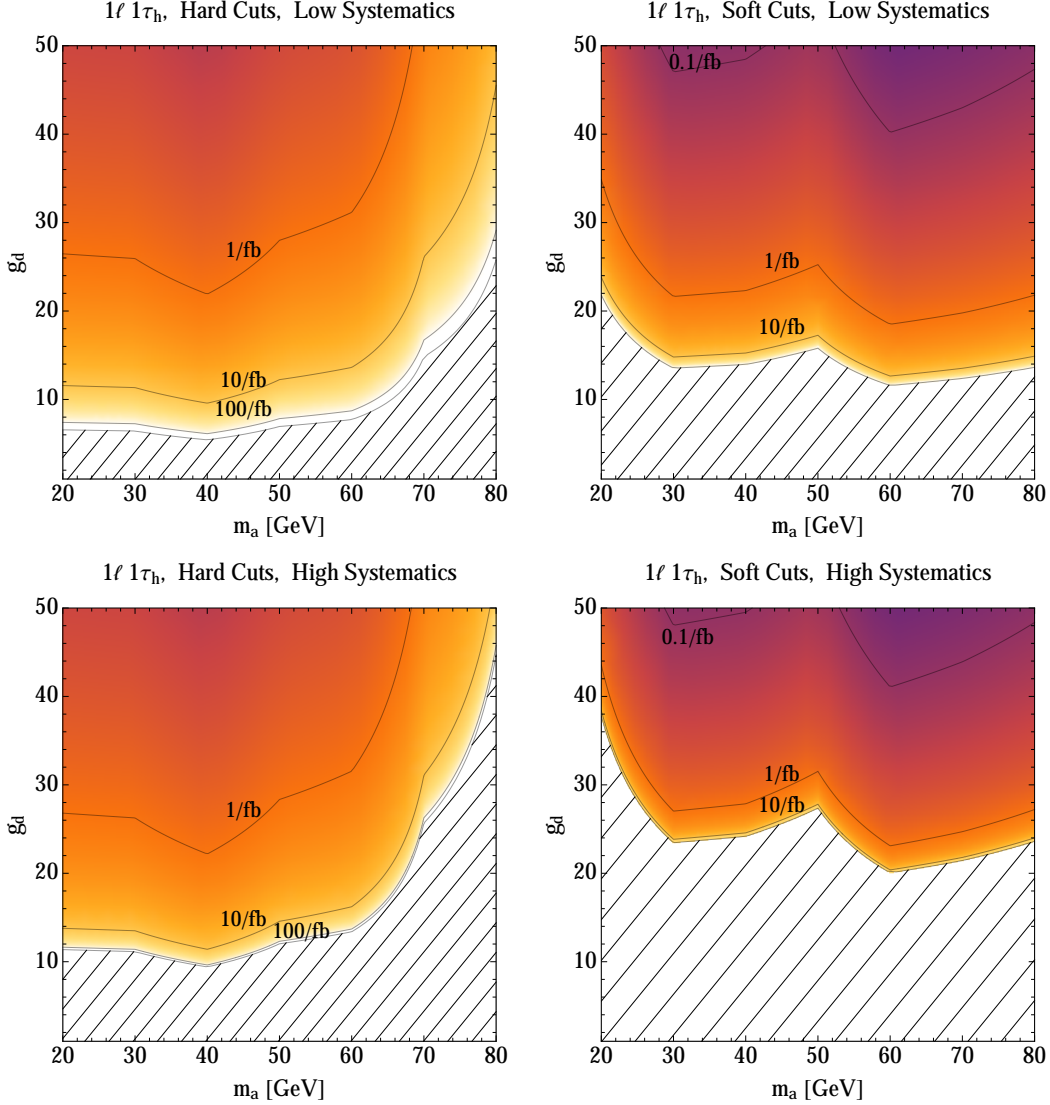 1ℓ 1τh, Hard Cuts, Low Systematics
50
40
30
20
10
gd
1/fb
10/fb
100/fb
20 30 40 50 60 70 80
ma [GeV]
1ℓ 1τh, Soft Cuts, Low Systematics
50
40
30
20
10
gd
0.1/fb
1/fb
10/fb
20 30 40 50 60 70 80
ma [GeV]
1ℓ 1τh, Hard Cuts, High Systematics
50
40
30
20
10
gd
1/fb
10/fb
100/fb
20 30 40 50 60 70 80
ma [GeV]
1ℓ 1τh, Soft Cuts, High Systematics
50
40
30
20
10
gd
0.1/fb
1/fb
10/fb
20 30 40 50 60 70 80
ma [GeV]